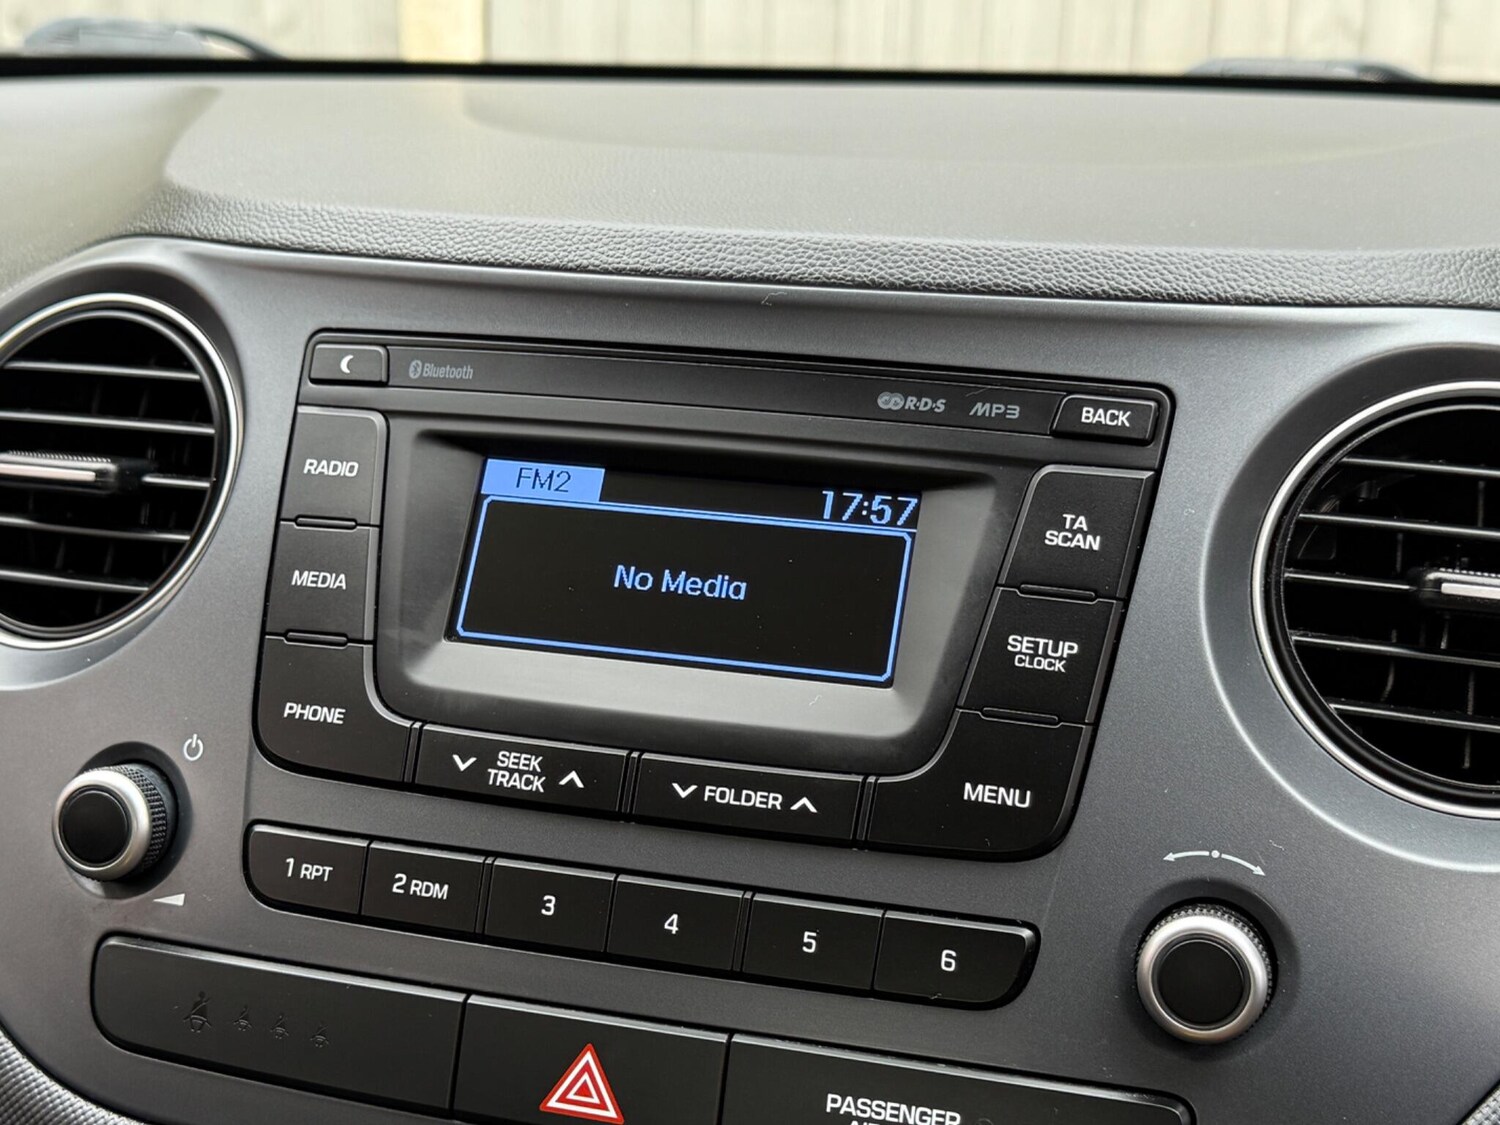 Bluetooth
R·D·S MP3
BACK
RADIO
FM2
17:57
TA
SCAN
MEDIA
No Media
SETUP
CLOCK
PHONE
SEEK
TRACK
FOLDER
MENU
1 RPT
2 RDM
3
4
5
6
PASSENGER